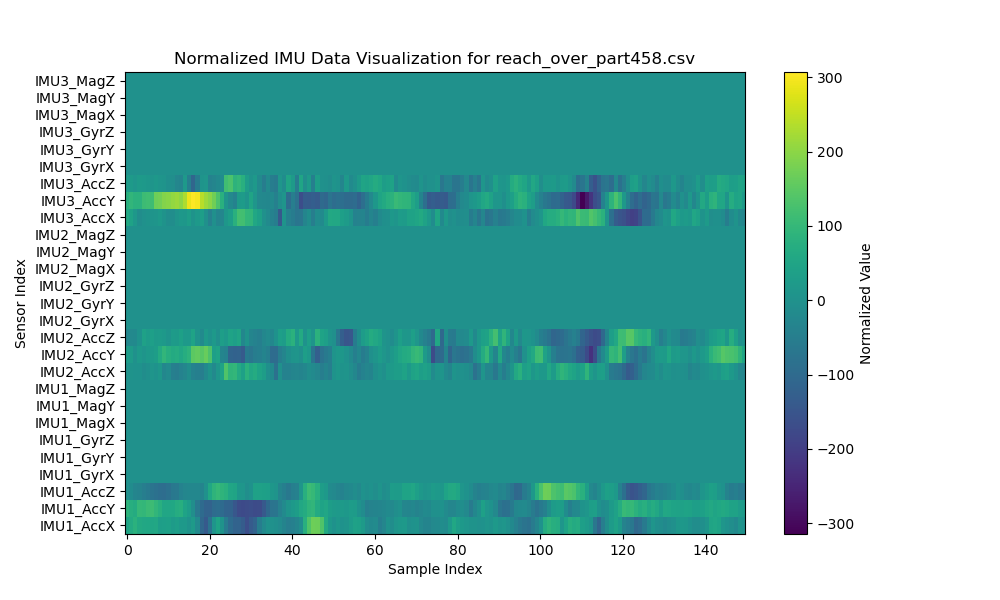 Normalized IMU Data Visualization for reach_over_part458.csv
IMU3_MagZ
IMU3_MagY
IMU3_MagX
IMU3_GyrZ
IMU3_GyrY
IMU3_GyrX
IMU3_AccZ
IMU3_AccY
IMU3_AccX
IMU2_MagZ
IMU2_MagY
IMU2_MagX
IMU2_GyrZ
IMU2_GyrY
IMU2_GyrX
IMU2_AccZ
IMU2_AccY
IMU2_AccX
IMU1_MagZ
IMU1_MagY
IMU1_MagX
IMU1_GyrZ
IMU1_GyrY
IMU1_GyrX
IMU1_AccZ
IMU1_AccY
IMU1_AccX
Sensor Index
0 20 40 60 80 100 120 140
Sample Index
300
200
100
0
−100
−200
−300
Normalized Value